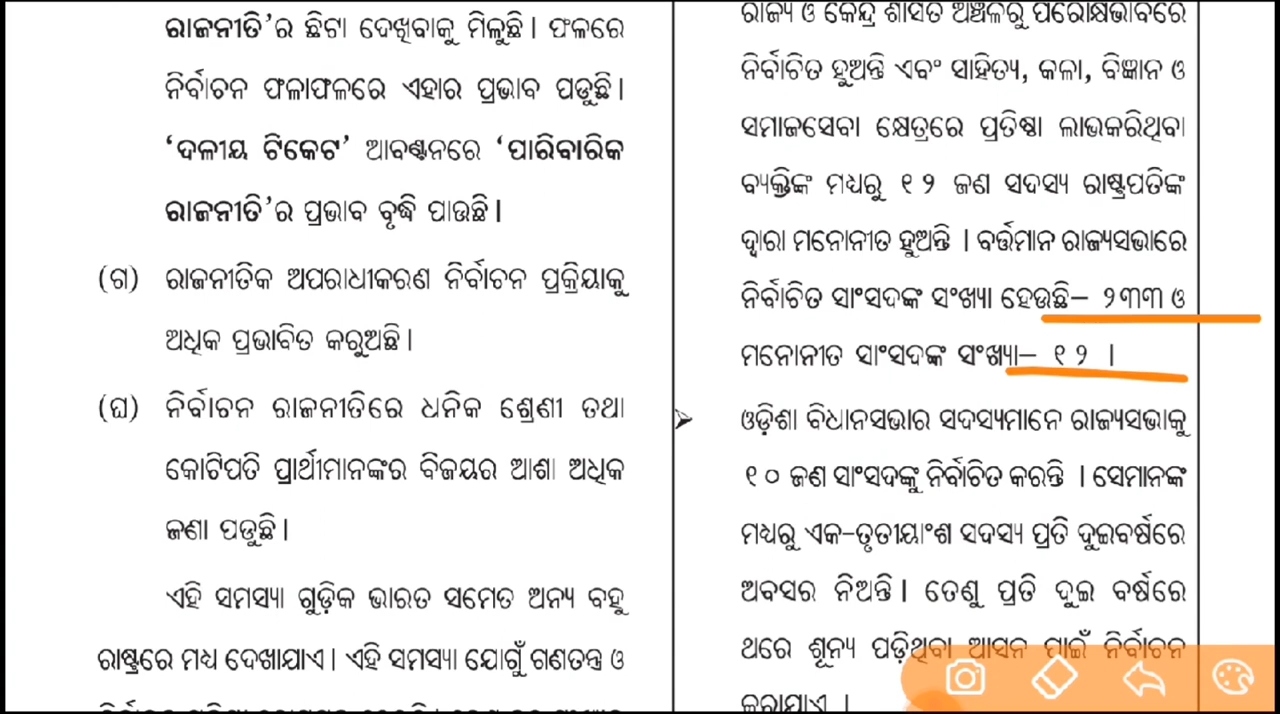 ରାଜନୀତି’ର ଛିଟା ଦେଖିବାକୁ ମିଳୁଛି। ଫଳରେ
ନିର୍ବାଚନ ଫଳାଫଳରେ ଏହାର ପ୍ରଭାବ ପଡୁଛି।
‘ଦଳୀୟ ଟିକେଟ’ ଆବଣ୍ଟନରେ ‘ପାରିବାରିକ
ରାଜନୀତି’ର ପ୍ରଭାବ ବୃଦ୍ଧି ପାଉଛି।
(ଗ) ରାଜନୀତିକ ଅପରାଧୀକରଣ ନିର୍ବାଚନ ପ୍ରକ୍ରିୟାକୁ
ଅଧିକ ପ୍ରଭାବିତ କରୁଅଛି।
(ଘ) ନିର୍ବାଚନ ରାଜନୀତିରେ ଧନିକ ଶ୍ରେଣୀ ତଥା
କୋଟିପତି ପ୍ରାର୍ଥୀମାନଙ୍କର ବିଜୟର ଆଶା ଅଧିକ
ଜଣା ପଡୁଛି।
ଏହି ସମସ୍ୟା ଗୁଡ଼ିକ ଭାରତ ସମେତ ଅନ୍ୟ ବହୁ
ରାଷ୍ଟ୍ରରେ ମଧ୍ୟ ଦେଖାଯାଏ। ଏହି ସମସ୍ୟା ଯୋଗୁଁ ଗଣତନ୍ତ୍ର ଓ
ରାଜ୍ୟ ଓ କେନ୍ଦ୍ର ଶାସିତ ଅଞ୍ଚଳରୁ ପରୋକ୍ଷଭାବରେ
ନିର୍ବାଚିତ ହୁଅନ୍ତି ଏବଂ ସାହିତ୍ୟ, କଳା, ବିଜ୍ଞାନ ଓ
ସମାଜସେବା କ୍ଷେତ୍ରରେ ପ୍ରତିଷ୍ଠା ଲାଭକରିଥିବା
ବ୍ୟକ୍ତିଙ୍କ ମଧ୍ୟରୁ ୧୨ ଜଣ ସଦସ୍ୟ ରାଷ୍ଟ୍ରପତିଙ୍କ
ଦ୍ୱାରା ମନୋନୀତ ହୁଅନ୍ତି । ବର୍ତ୍ତମାନ ରାଜ୍ୟସଭାରେ
ନିର୍ବାଚିତ ସାଂସଦଙ୍କ ସଂଖ୍ୟା ହେଉଛି– ୨୩୩ ଓ
ମନୋନୀତ ସାଂସଦଙ୍କ ସଂଖ୍ୟା– ୧୨ ।
➢ ଓଡ଼ିଶା ବିଧାନସଭାର ସଦସ୍ୟମାନେ ରାଜ୍ୟସଭାକୁ
୧୦ ଜଣ ସାଂସଦଙ୍କୁ ନିର୍ବାଚିତ କରନ୍ତି । ସେମାନଙ୍କ
ମଧ୍ୟରୁ ଏକ-ତୃତୀୟାଂଶ ସଦସ୍ୟ ପ୍ରତି ଦୁଇବର୍ଷରେ
ଅବସର ନିଅନ୍ତି। ତେଣୁ ପ୍ରତି ଦୁଇ ବର୍ଷରେ
ଥରେ ଶୂନ୍ୟ ପଡ଼ିଥିବା ଆସନ ପାଇଁ ନିର୍ବାଚନ
କରାଯାଏ ।